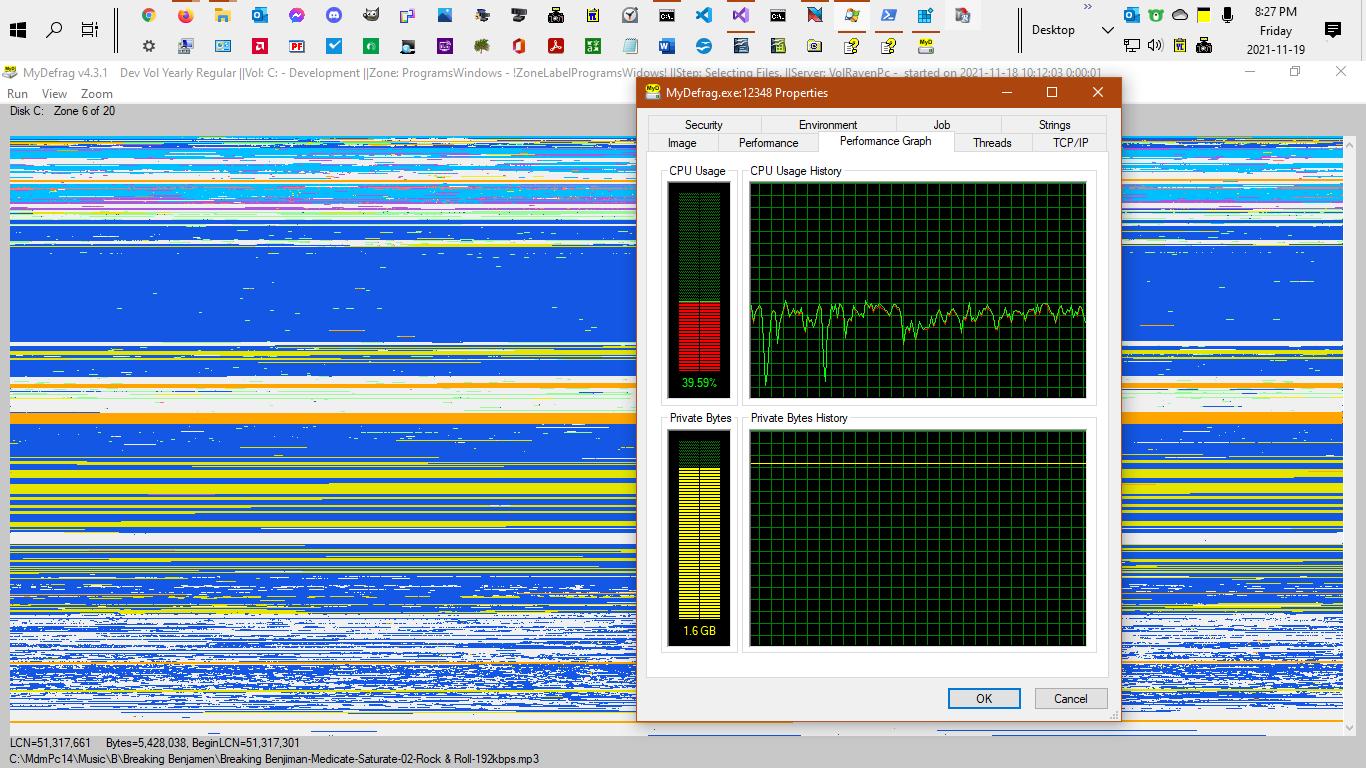 8:27 PM
Desktop
Friday
2021-11-19
MyDefrag v4.3.1 Dev Vol Yearly Regular ||Vol: C: - Development ||Zone: ProgramsWindows - !ZoneLabelProgramsWidows! ||Step: Selecting Files, ||Server: VolRavenPc - started on 2021-11-18 10:12:03 0:00:01
Run View Zoom
Disk C: Zone 6 of 20
MyDefrag.exe:12348 Properties
Security Environment Job Strings
Image Performance Performance Graph Threads TCP/IP
CPU Usage CPU Usage History
39.59%
Private Bytes Private Bytes History
1.6 GB
OK Cancel
LCN=51,317,661 Bytes=5,428,038, BeginLCN=51,317,301
C:\MdmPc14\Music\B\Breaking Benjamen\Breaking Benjiman-Medicate-Saturate-02-Rock & Roll-192kbps.mp3